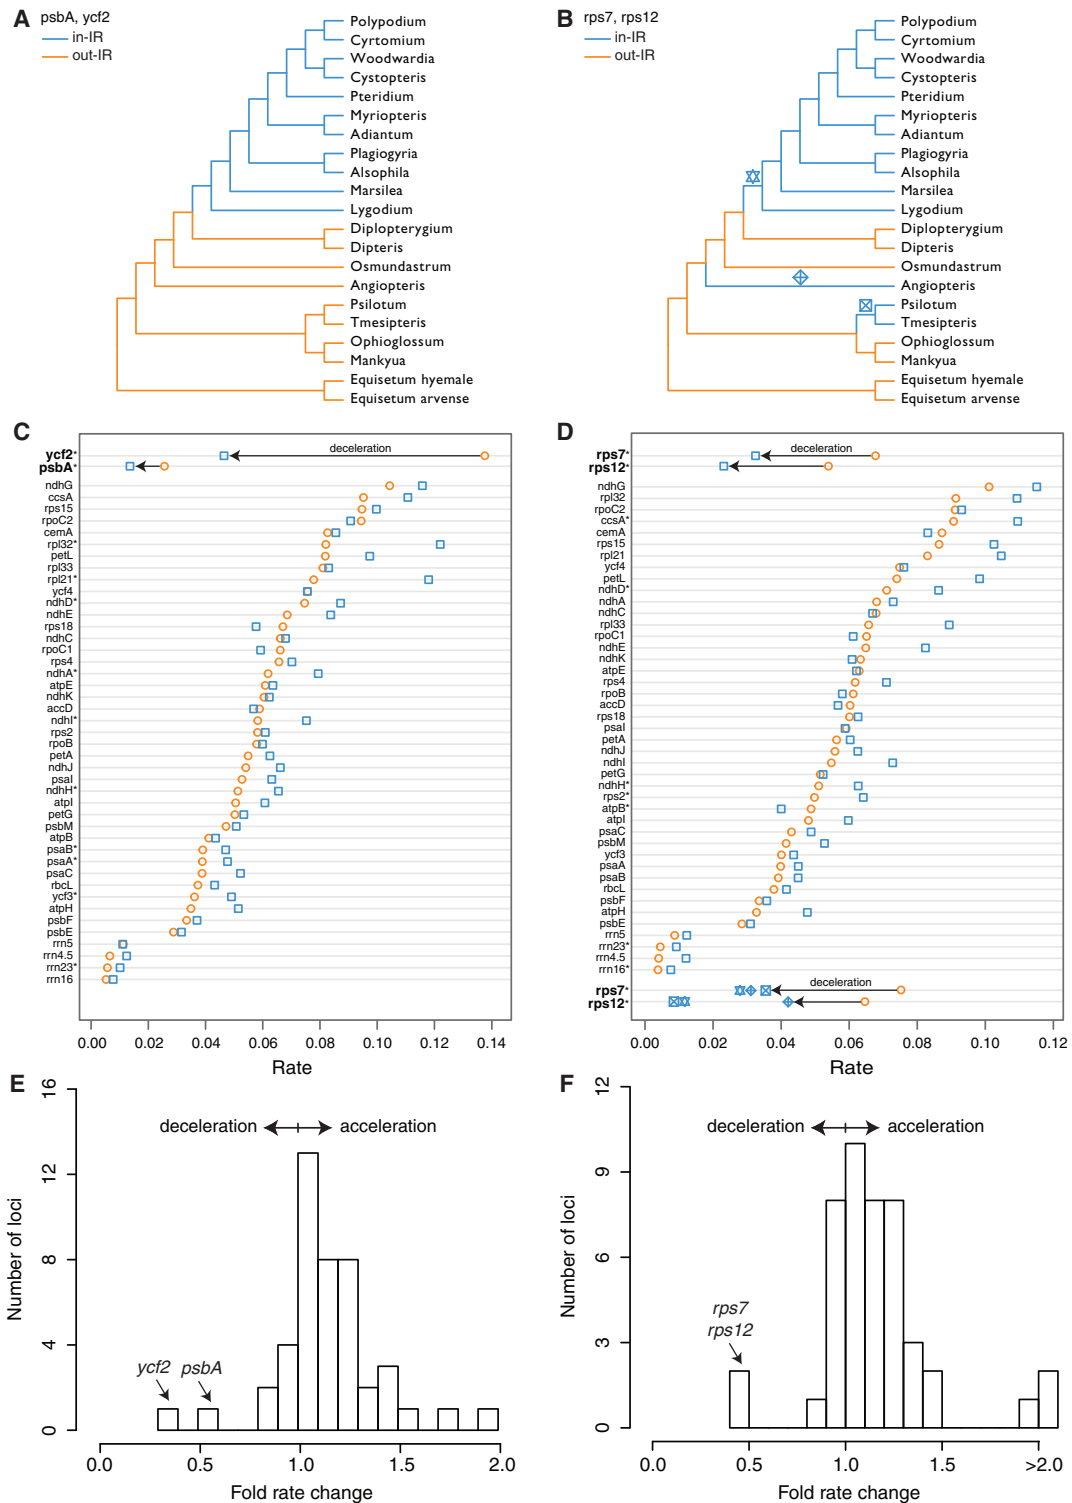 A
psbA, ycf2
in-IR
out-IR
Polypodium
Cyrtomium
Woodwardia
Cystopteris
Pteridium
Myriopteris
Adiantum
Plagiogyria
Alsophila
Marsilea
Lygodium
Diplopterygium
Dipteris
Osmundastrum
Angiopteris
Psilotum
Tmesipteris
Ophioglossum
Mankyua
Equisetum hyemale
Equisetum arvense
B
rps7, rps12
in-IR
out-IR
Polypodium
Cyrtomium
Woodwardia
Cystopteris
Pteridium
Myriopteris
Adiantum
Plagiogyria
Alsophila
Marsilea
Lygodium
Diplopterygium
Dipteris
Osmundastrum
Angiopteris
Psilotum
Tmesipteris
Ophioglossum
Mankyua
Equisetum hyemale
Equisetum arvense
C
deceleration
ycf2*
psbA*
ndhG
ccsA
rps15
rpoC2
cemA
rpl32*
petL
rpl33
rpl21*
ycf4
ndhD*
ndhE
rps18
ndhC
rpoC1
rps4
ndhA*
atpE
ndhK
accD
ndhI*
rps2
rpoB
petA
ndhJ
psaI
ndhH*
atpI
petG
psbM
atpB
psaB*
psaA*
psaC
rbcL
ycf3*
atpH
psbF
psbE
rrn5
rrn4.5
rrn23*
rrn16
0.00 0.02 0.04 0.06 0.08 0.10 0.12 0.14
Rate
D
deceleration
rps7*
rps12*
ndhG
rpl32
rpoC2
ccsA*
cemA
rps15
rpl21
ycf4
petL
ndhD*
ndhA
ndhC
rpl33
rpoC1
ndhE
ndhK
atpE
rps4
rpoB
accD
rps18
psaI
petA
ndhJ
ndhI
petG
ndhH*
rps2*
atpB*
atpI
psaC
psbM
ycf3
psaA
psaB
rbcL
psbF
atpH
psbE
rrn5
rrn23*
rrn4.5
rrn16*
deceleration
rps7*
rps12*
0.00 0.02 0.04 0.06 0.08 0.10 0.12
Rate
E
deceleration acceleration
16
12
8
4
0
Number of loci
ycf2 psbA
0.0 0.5 1.0 1.5 2.0
Fold rate change
F
deceleration acceleration
12
9
6
3
0
Number of loci
rps7
rps12
0.0 0.5 1.0 1.5 >2.0
Fold rate change